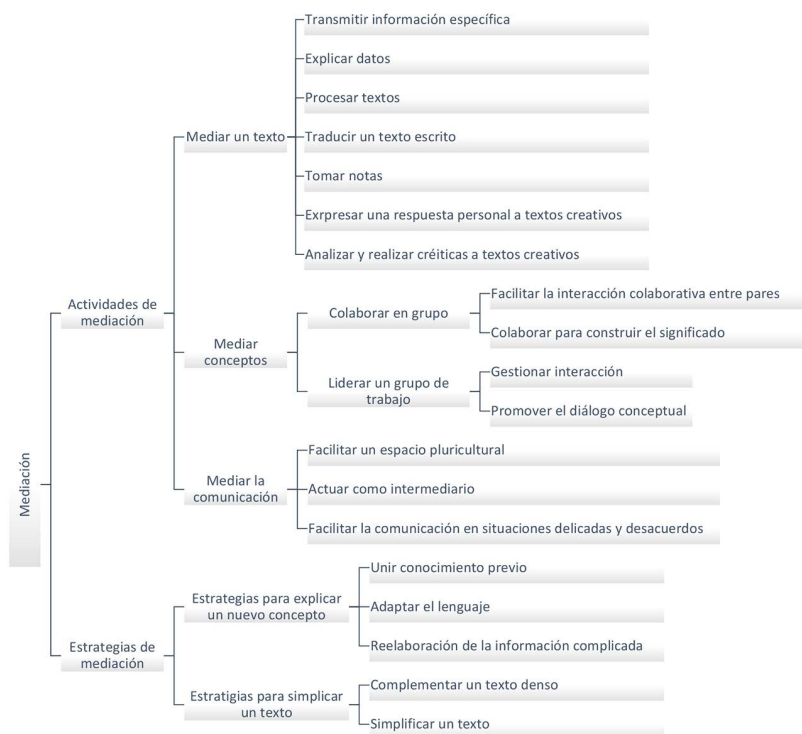 Mediación
Actividades de
mediación
Mediar un texto
Transmitir información específica
Explicar datos
Procesar textos
Traducir un texto escrito
Tomar notas
Exrpresar una respuesta personal a textos creativos
Analizar y realizar créiticas a textos creativos
Mediar
conceptos
Colaborar en grupo
Facilitar la interacción colaborativa entre pares
Colaborar para construir el significado
Liderar un grupo de
trabajo
Gestionar interacción
Promover el diálogo conceptual
Mediar la
comunicación
Facilitar un espacio pluricultural
Actuar como intermediario
Facilitar la comunicación en situaciones delicadas y desacuerdos
Estrategias de
mediación
Estrategias para explicar
un nuevo concepto
Unir conocimiento previo
Adaptar el lenguaje
Reelaboración de la información complicada
Estratigias para simplicar
un texto
Complementar un texto denso
Simplificar un texto